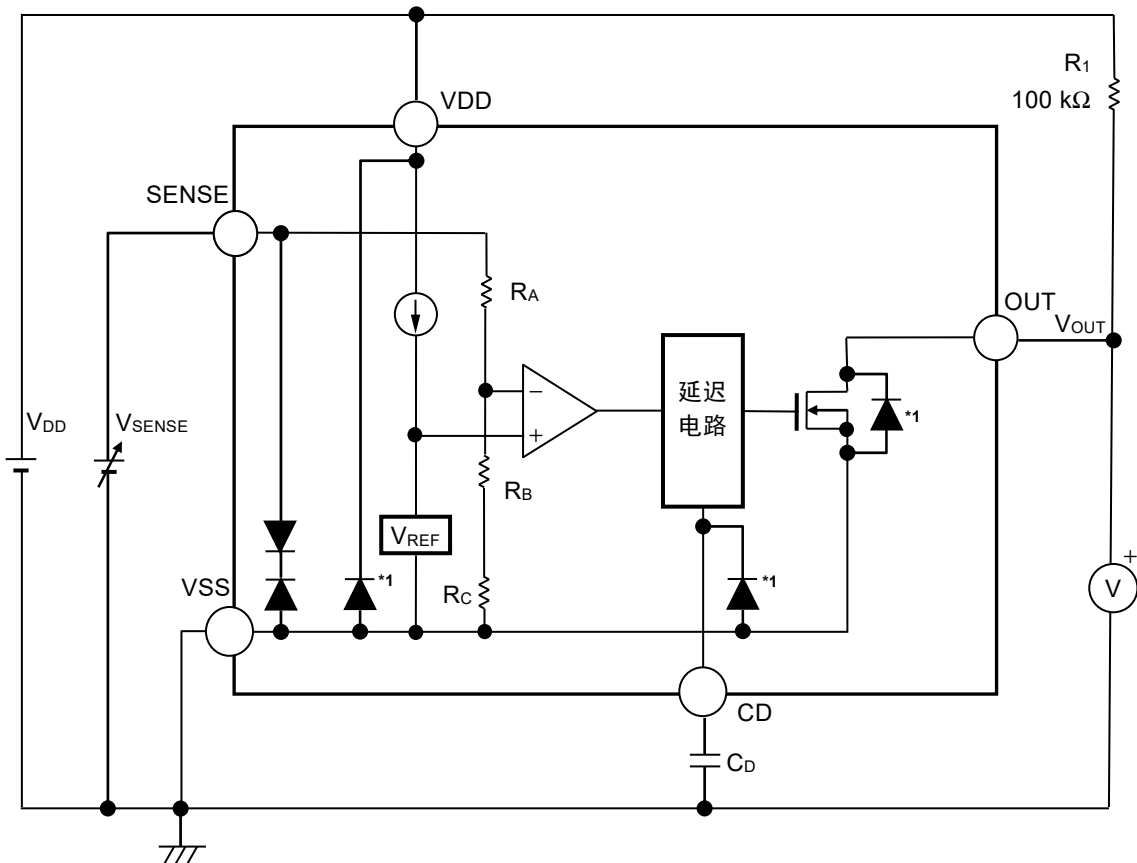 VDD
R1
100 kΩ
SENSE
RA
OUT
VOUT
延迟
电路
*1
VDD
VSENSE
−
+
RB
VREF
VSS
*1
RC
*1
+
V
CD
CD